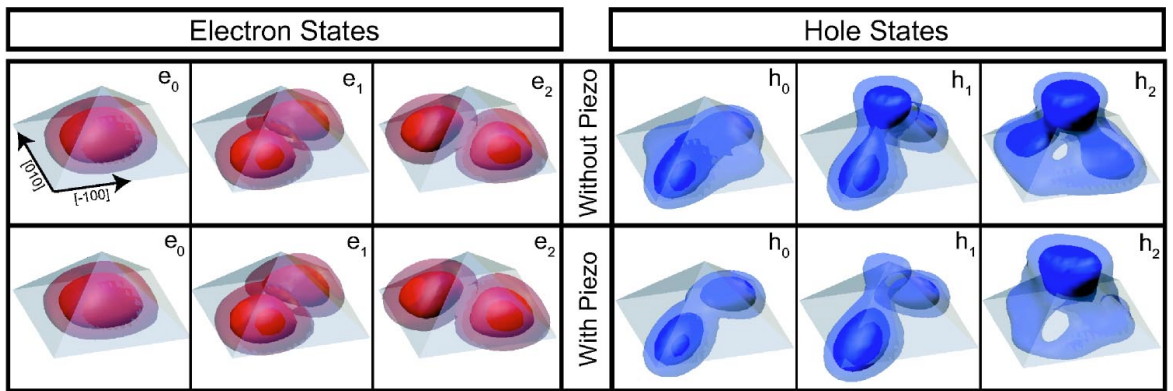 Electron States
Hole States
e0
e1
e2
Without Piezo
h0
h1
h2
[010]
[-100]
e0
e1
e2
With Piezo
h0
h1
h2